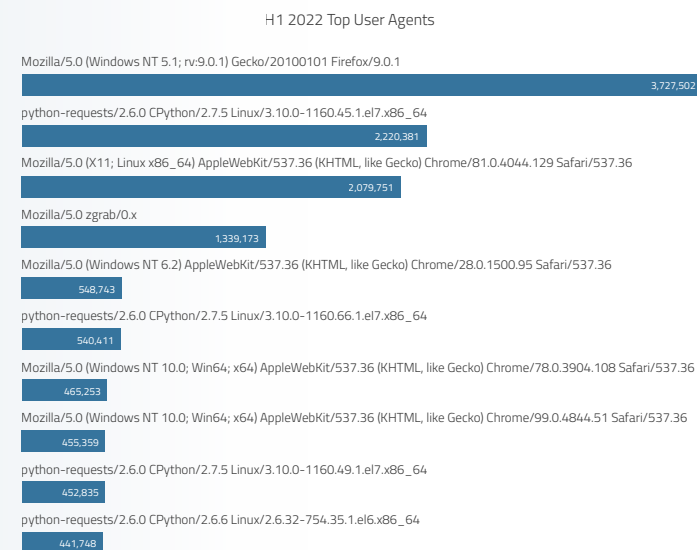 H1 2022 Top User Agents
Mozilla/5.0 (Windows NT 5.1; rv:9.0.1) Gecko/20100101 Firefox/9.0.1
3,727,502
python-requests/2.6.0 CPython/2.7.5 Linux/3.10.0-1160.45.1.el7.x86_64
2,220,381
Mozilla/5.0 (X11; Linux x86_64) AppleWebKit/537.36 (KHTML, like Gecko) Chrome/81.0.4044.129 Safari/537.36
2,079,751
Mozilla/5.0 zgrab/0.x
1,339,173
Mozilla/5.0 (Windows NT 6.2) AppleWebKit/537.36 (KHTML, like Gecko) Chrome/28.0.1500.95 Safari/537.36
548,743
python-requests/2.6.0 CPython/2.7.5 Linux/3.10.0-1160.66.1.el7.x86_64
540,411
Mozilla/5.0 (Windows NT 10.0; Win64; x64) AppleWebKit/537.36 (KHTML, like Gecko) Chrome/78.0.3904.108 Safari/537.36
465,253
Mozilla/5.0 (Windows NT 10.0; Win64; x64) AppleWebKit/537.36 (KHTML, like Gecko) Chrome/99.0.4844.51 Safari/537.36
455,359
python-requests/2.6.0 CPython/2.7.5 Linux/3.10.0-1160.49.1.el7.x86_64
452,835
python-requests/2.6.0 CPython/2.6.6 Linux/2.6.32-754.35.1.el6.x86_64
441,748